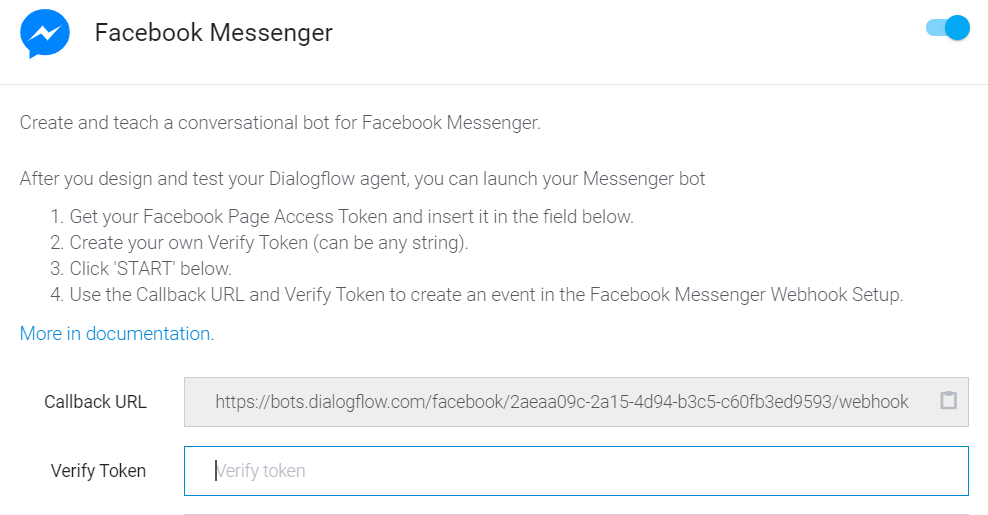 Facebook Messenger
Create and teach a conversational bot for Facebook Messenger.
After you design and test your Dialogflow agent, you can launch your Messenger bot
1. Get your Facebook Page Access Token and insert it in the field below.
2. Create your own Verify Token (can be any string).
3. Click 'START' below.
4. Use the Callback URL and Verify Token to create an event in the Facebook Messenger Webhook Setup.
More in documentation.
Callback URL https://bots.dialogflow.com/facebook/2aeaa09c-2a15-4d94-b3c5-c60fb3ed9593/webhook
Verify Token Verify token